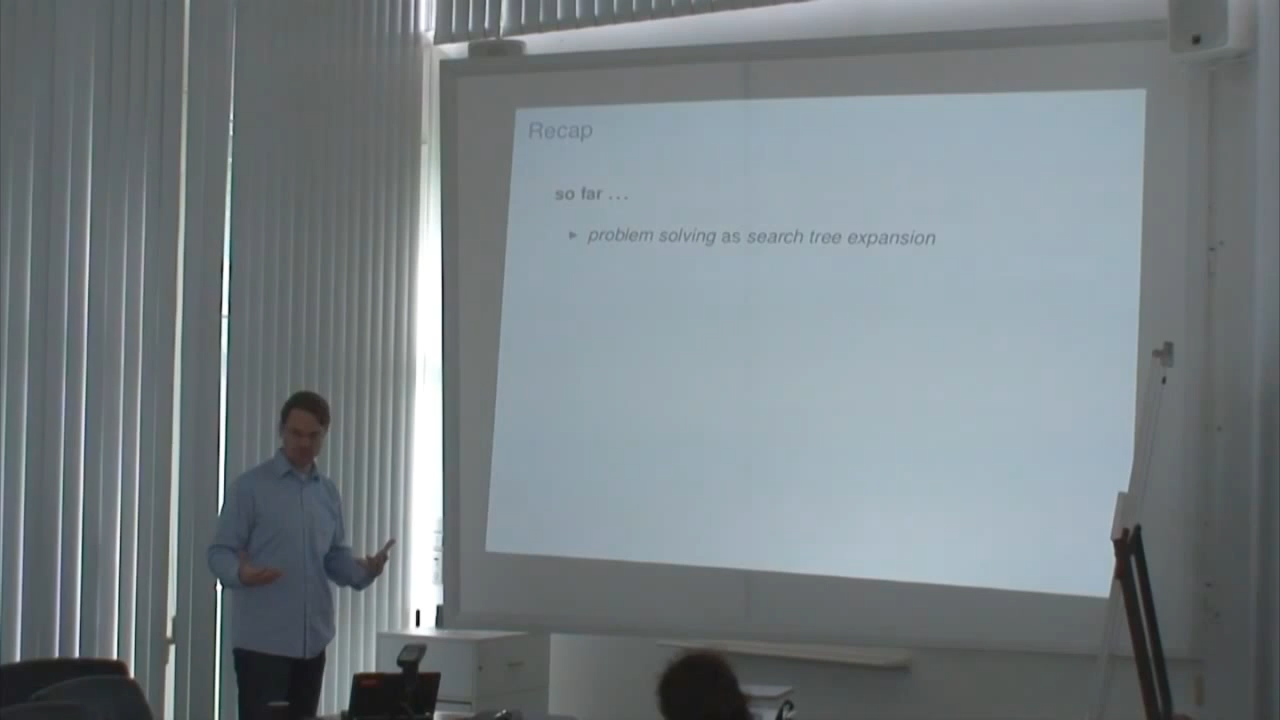 Recap
so far ...
► problem solving as search tree expansion